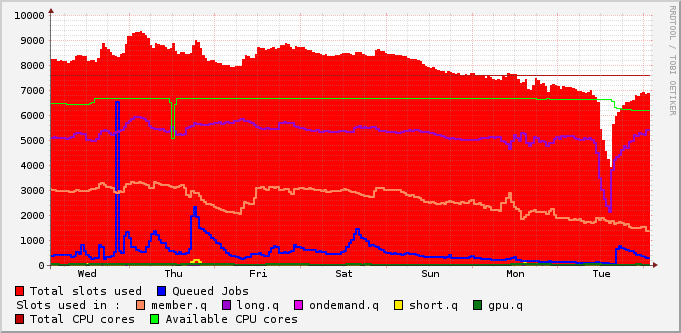 10000
9000
8000
7000
6000
5000
4000
3000
2000
1000
0
Wed Thu Fri Sat Sun Mon Tue
Total slots used Queued Jobs
Slots used in : member.q long.q ondemand.q short.q gpu.q
Total CPU cores Available CPU cores
RRDTOOL / TOBI OETIKER